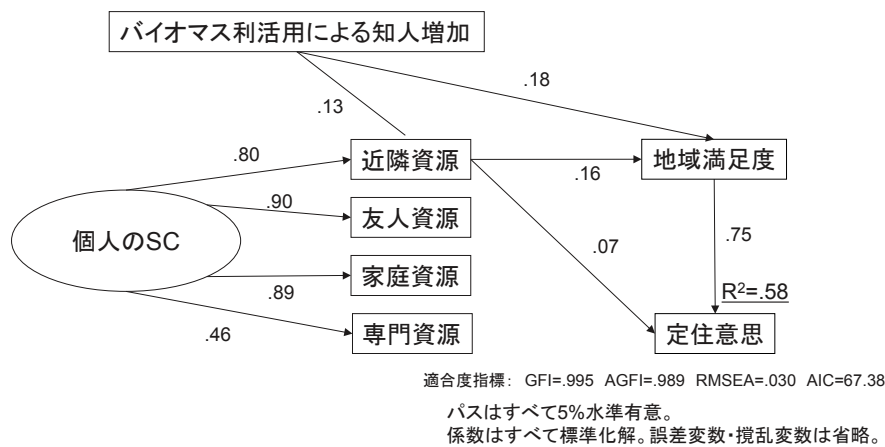 バイオマス利活用による知人増加
.18
.13
.80
近隣資源
.16
地域満足度
.90
友人資源
個人のSC
.07
.75
.89
家庭資源
R²=.58
.46
専門資源
定住意思
適合度指標： GFI=.995 AGFI=.989 RMSEA=.030 AIC=67.38
パスはすべて5%水準有意。
係数はすべて標準化解。誤差変数・撹乱変数は省略。